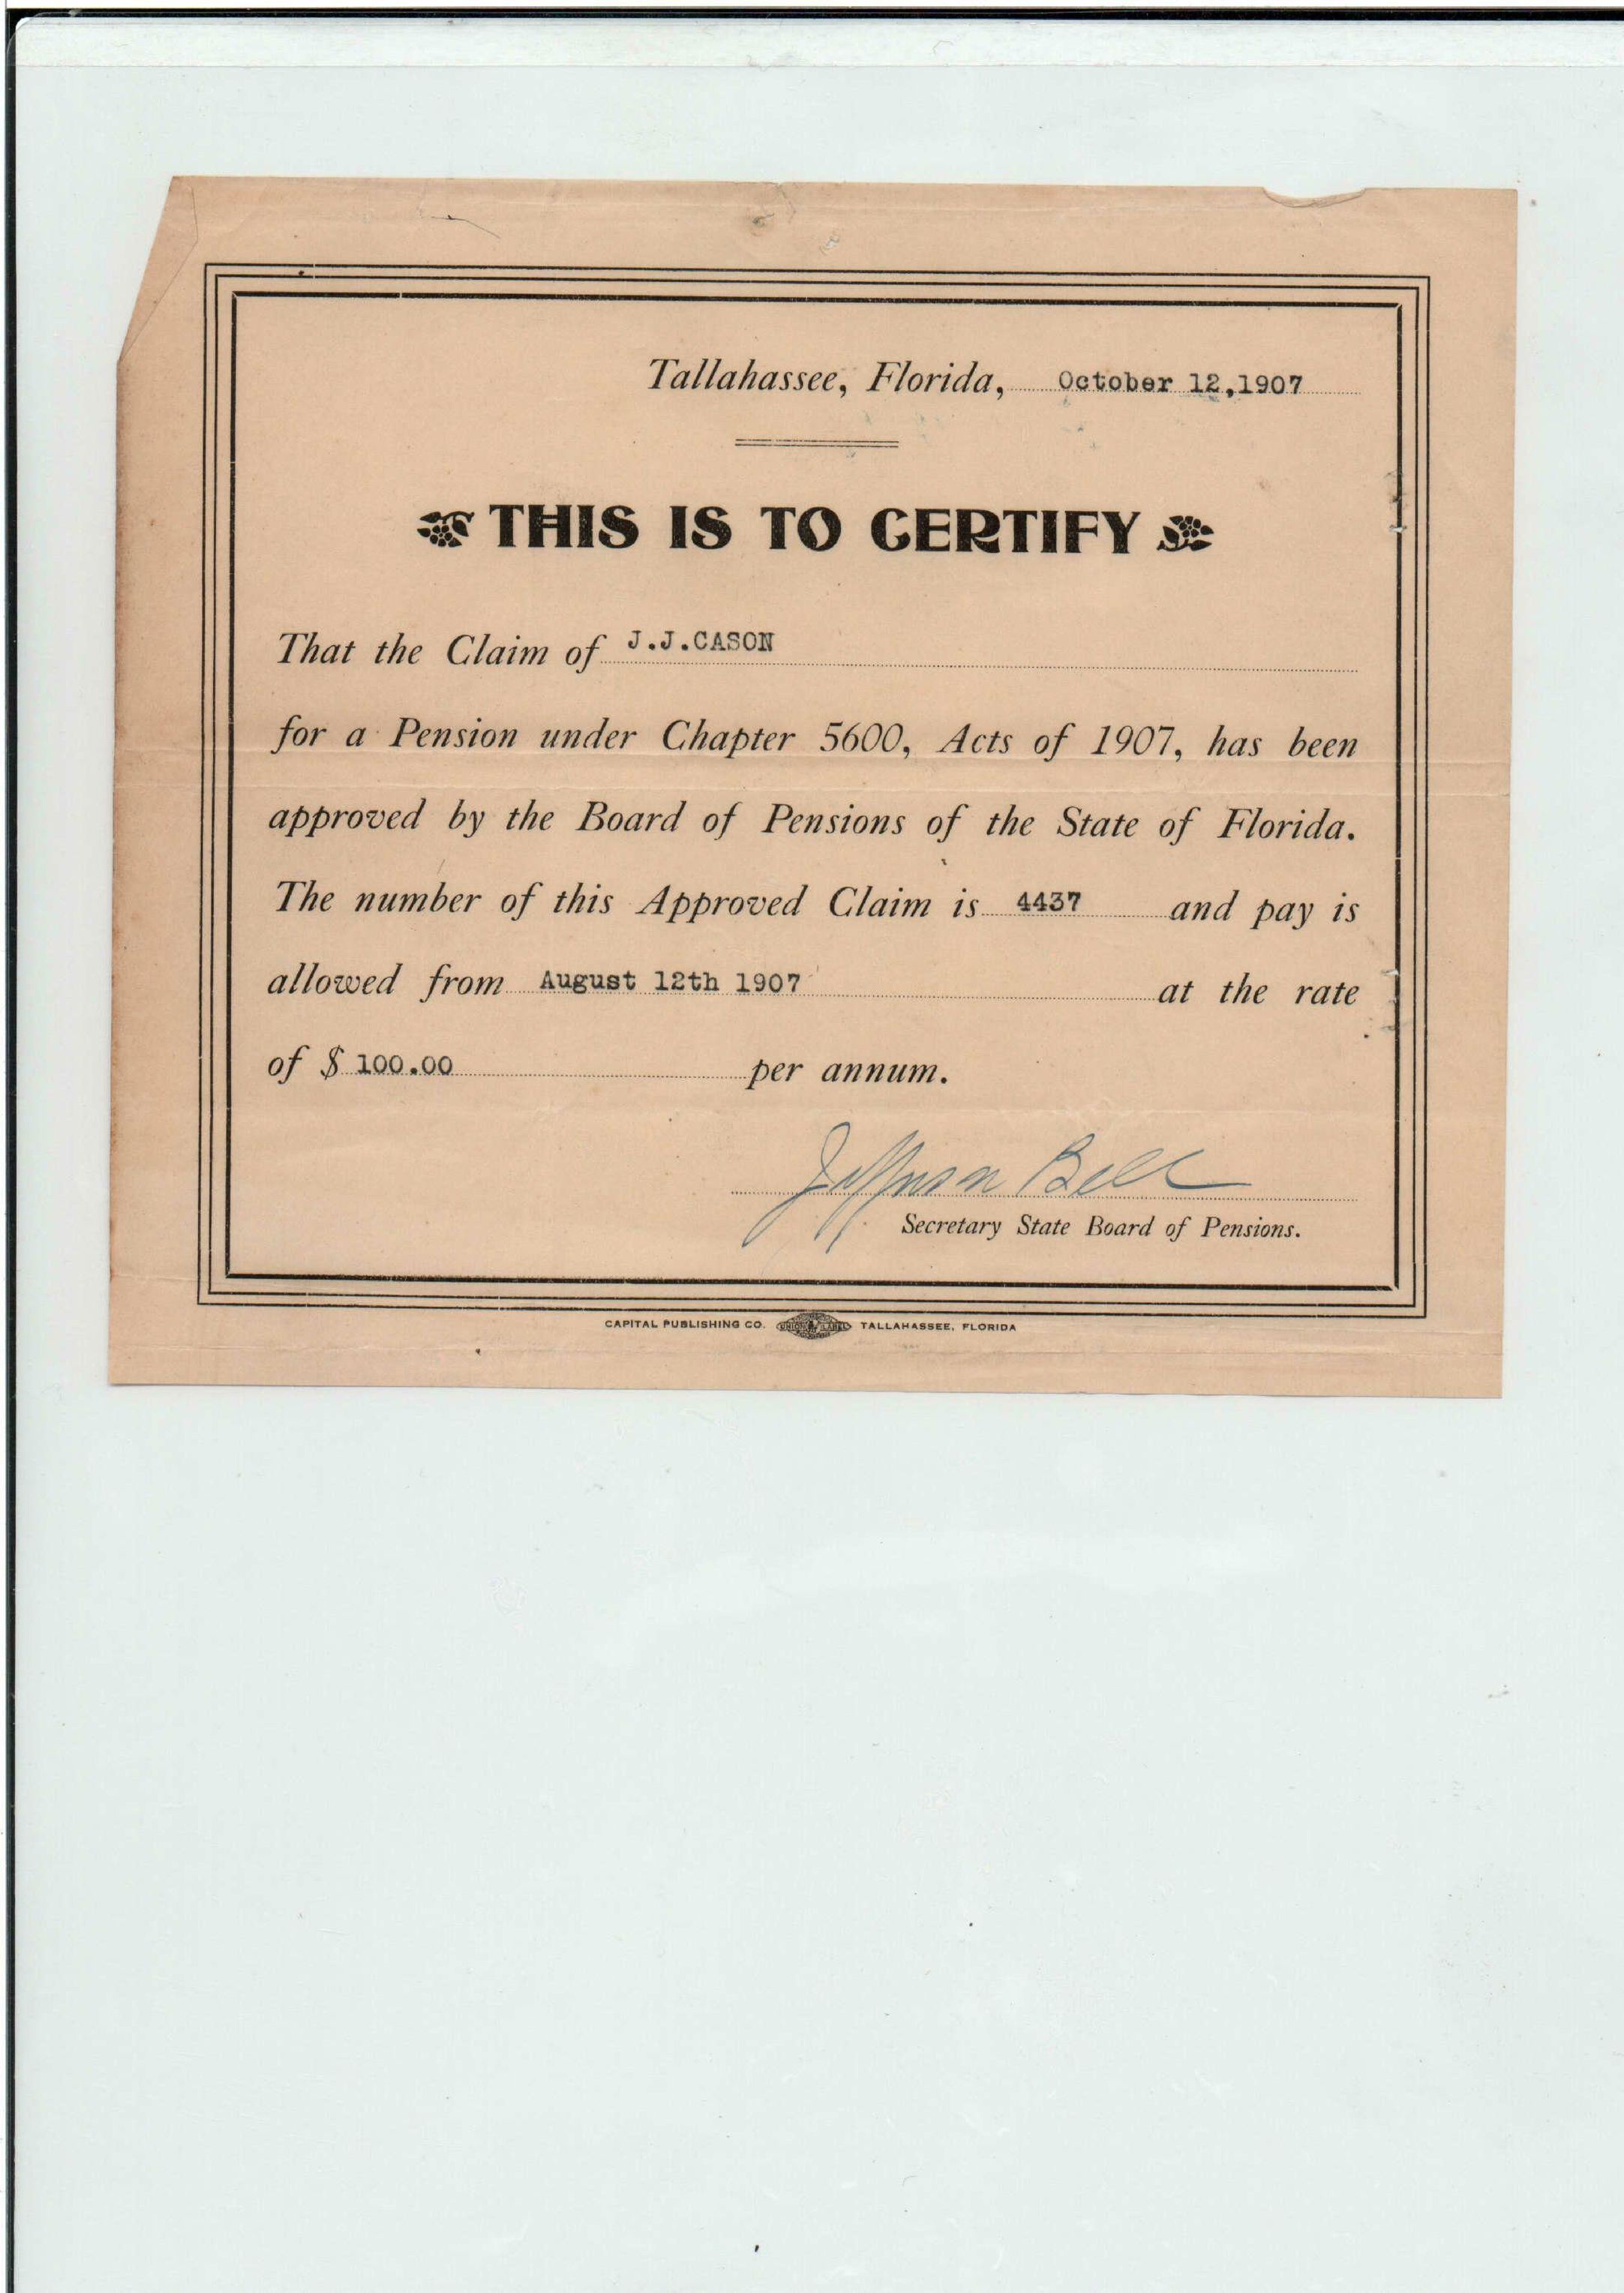 Tallahassee, Florida, October 12,1907
THIS IS TO CERTIFY
That the Claim of J.J.CASON
for a Pension under Chapter 5600, Acts of 1907, has been
approved by the Board of Pensions of the State of Florida.
The number of this Approved Claim is 4437 and pay is
allowed from August 12th 1907 at the rate
of $ 100.00 per annum.
Jefferson Bell
Secretary State Board of Pensions.
CAPITAL PUBLISHING CO. UNION LABEL TALLAHASSEE, FLORIDA